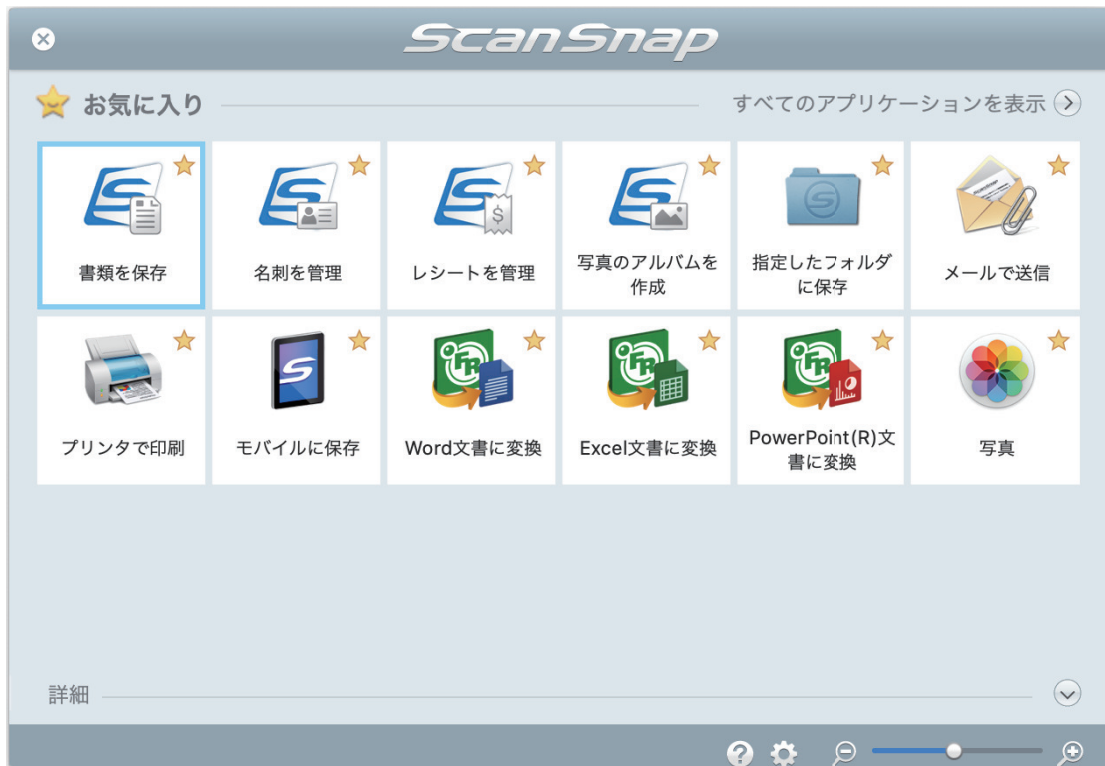 ScanSnap
お気に入り
すべてのアプリケーションを表示
書類を保存
名刺を管理
レシートを管理
写真のアルバムを
作成
指定したフォルダ
に保存
メールで送信
プリンタで印刷
モバイルに保存
Word文書に変換
Excel文書に変換
PowerPoint(R)文
書に変換
写真
詳細